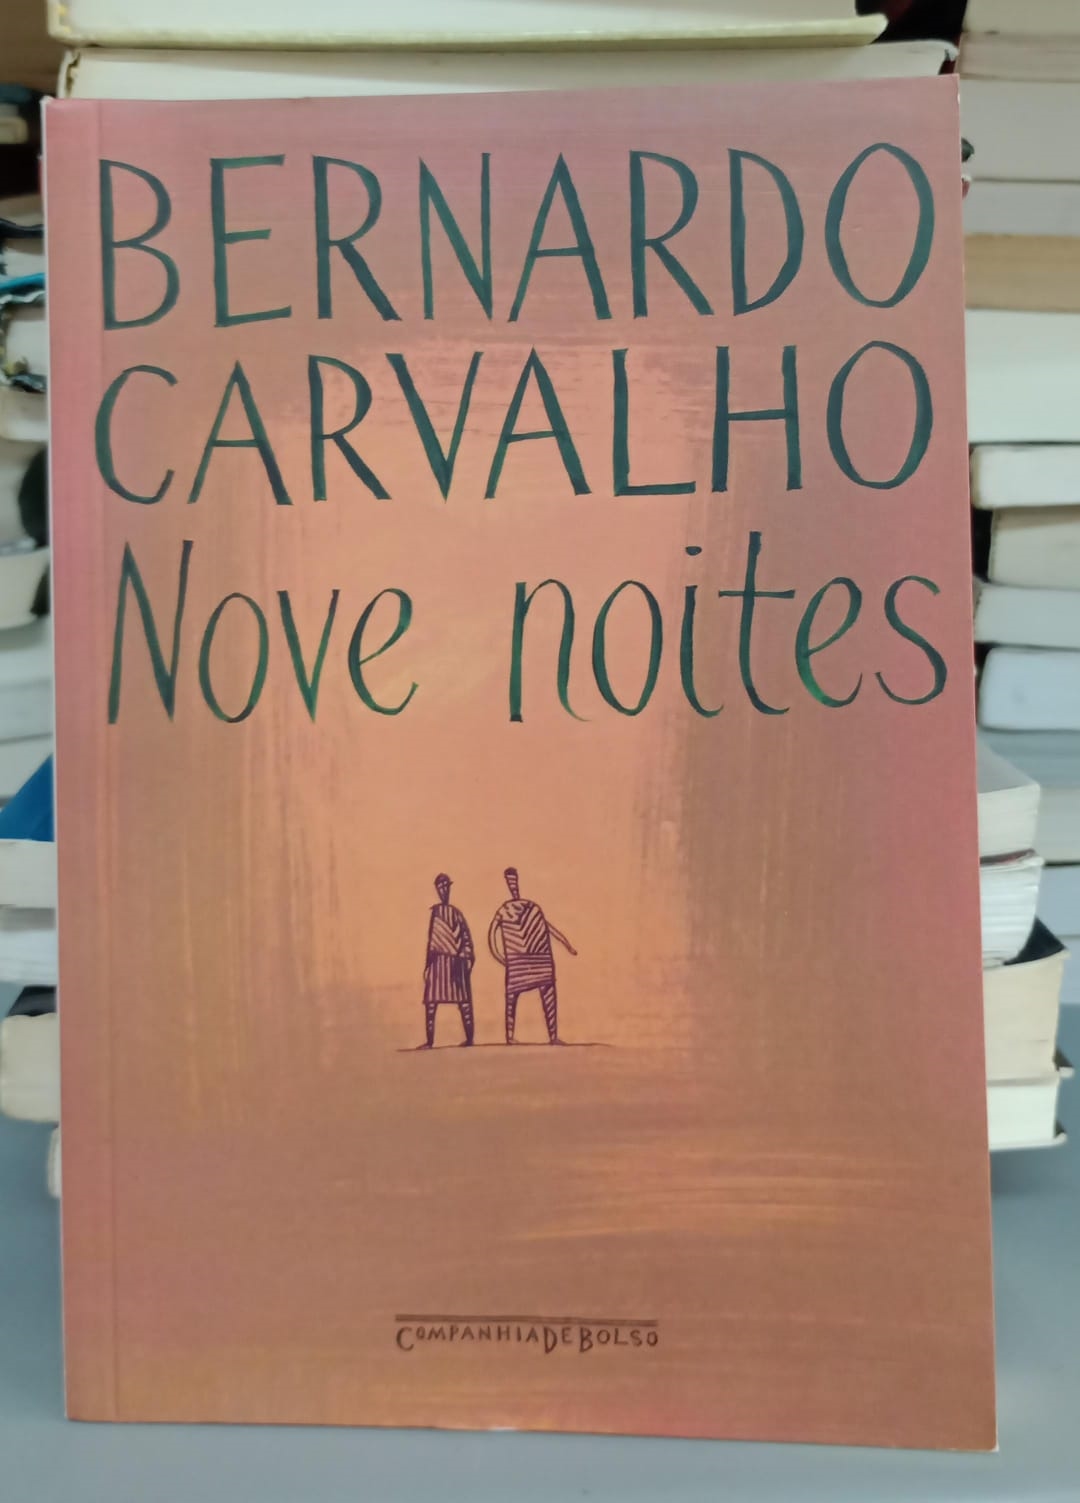 BERNARDO
CARVALHO
Nove noites
COMPANHIADEBOLSO